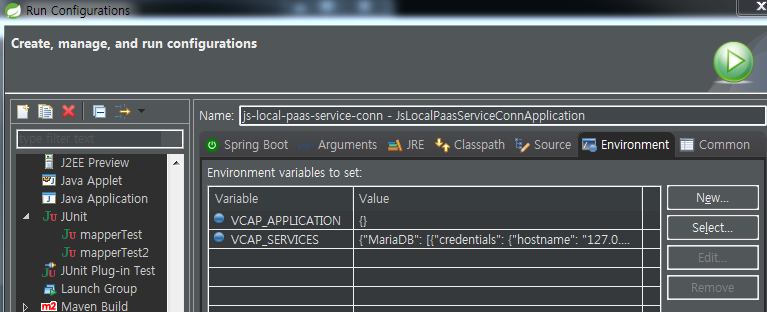 Run Configurations
Create, manage, and run configurations
Name: js-local-paas-service-conn - JsLocalPaasServiceConnApplication
type filter text
Spring Boot Arguments JRE Classpath Source Environment Common
J2EE Preview
Java Applet
Java Application
JUnit
mapperTest
mapperTest2
JUnit Plug-in Test
Launch Group
m2 Maven Build
Environment variables to set:
Variable Value
VCAP_APPLICATION {}
VCAP_SERVICES {"MariaDB": [{"credentials": {"hostname": "127.0....
New...
Select...
Edit...
Remove